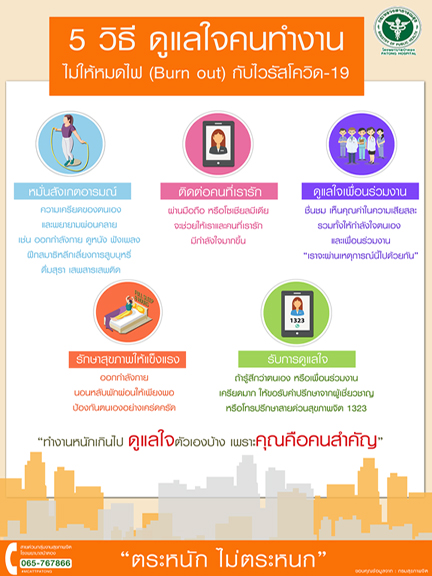 5 วิธี ดูแลใจคนทำงาน
ไม่ให้หมดไฟ (Burn out) กับไวรัสโควิด-19
กระทรวงสาธารณสุข
MINISTRY OF PUBLIC HEALTH
โรงพยาบาลป่าตอง
PATONG HOSPITAL
หมั่นสังเกตอารมณ์
ความเครียดของตนเอง
และพยายามผ่อนคลาย
เช่น ออกกำลังกาย ดูหนัง ฟังเพลง
ฝึกสมาธิหลีกเลี่ยงการสูบบุหรี่
ดื่มสุรา เสพสารเสพติด
ติดต่อคนที่เรารัก
ผ่านมือถือ หรือโซเชียลมีเดีย
จะช่วยให้เราและคนที่เรารัก
มีกำลังใจมากขึ้น
ดูแลใจเพื่อนร่วมงาน
ชื่นชม เห็นคุณค่าในความเสียสละ
รวมทั้งให้กำลังใจตนเอง
และเพื่อนร่วมงาน
"เราจะผ่านเหตุการณ์นี้ไปด้วยกัน"
รักษาสุขภาพให้แข็งแรง
ออกกำลังกาย
นอนหลับพักผ่อนให้เพียงพอ
ป้องกันตนเองอย่างเคร่งครัด
1323
รับการดูแลใจ
ถ้ารู้สึกว่าตนเอง หรือเพื่อนร่วมงาน
เครียดมาก ให้ขอรับคำปรึกษาจากผู้เชี่ยวชาญ
หรือโทรปรึกษาสายด่วนสุขภาพจิต 1323
"ทำงานหนักเกินไป ดูแลใจตัวเองบ้าง เพราะคุณคือคนสำคัญ"
065-767866
"ตระหนัก ไม่ตระหนก"
ขอบคุณข้อมูลจาก : กรมสุขภาพจิต